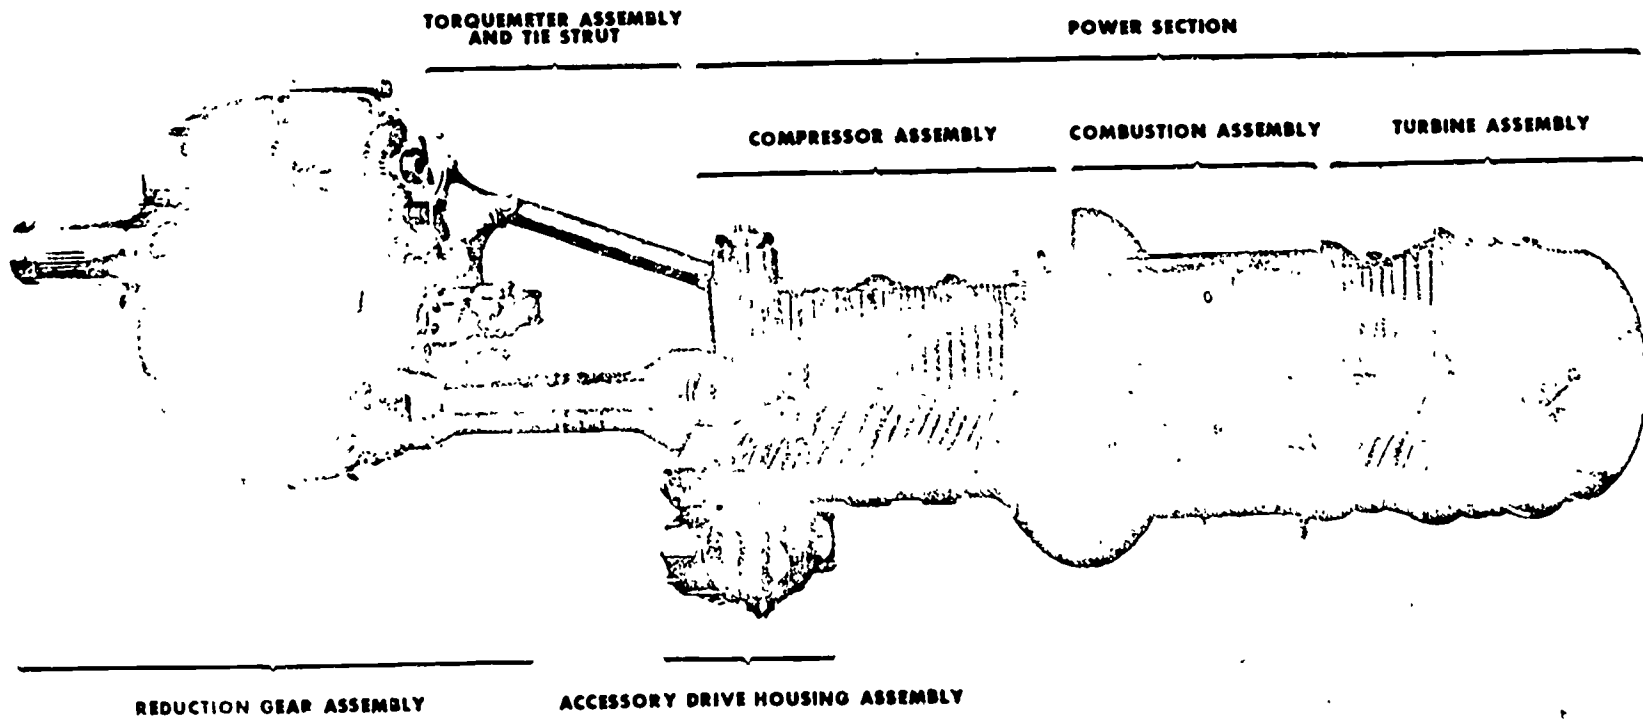 TORQUEMETER ASSEMBLY
AND TIE STRUT
POWER SECTION
COMPRESSOR ASSEMBLY
COMBUSTION ASSEMBLY
TURBINE ASSEMBLY
REDUCTION GEAR ASSEMBLY
ACCESSORY DRIVE HOUSING ASSEMBLY